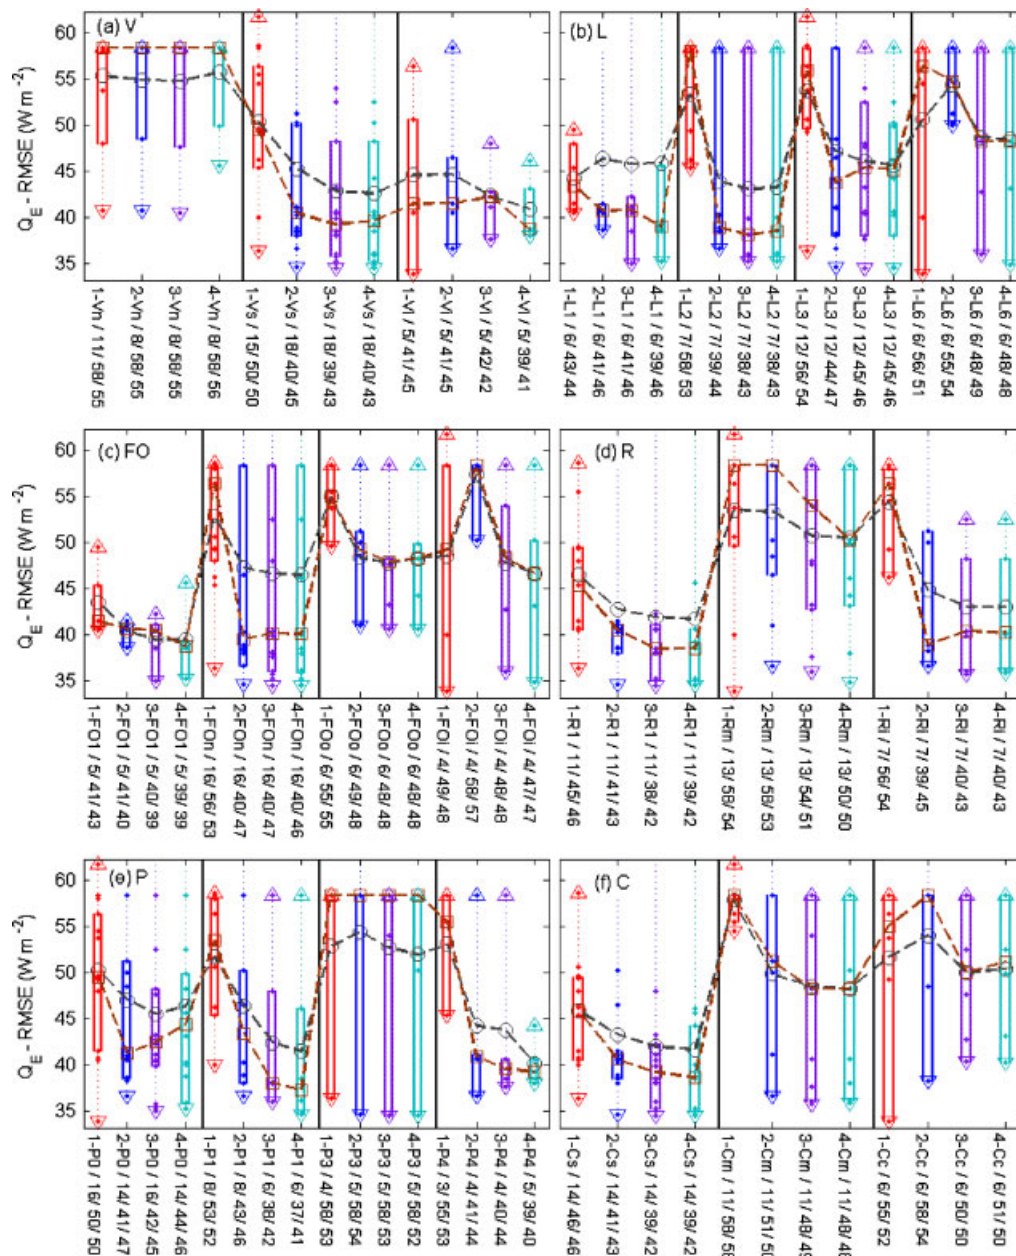 (a) V
(b) L
Q_E - RMSE (W m⁻²)
60
55
50
45
40
35
1-Vn / 11/ 58/ 55
2-Vn / 8/ 58/ 55
3-Vn / 8/ 58/ 55
4-Vn / 8/ 58/ 56
1-Vs / 15/ 50/ 50
2-Vs / 18/ 40/ 45
3-Vs / 18/ 39/ 43
4-Vs / 18/ 40/ 43
1-Vl / 5/ 41/ 45
2-Vl / 5/ 41/ 45
3-Vl / 5/ 42/ 42
4-Vl / 5/ 39/ 41
1-L1 / 6/ 43/ 44
2-L1 / 6/ 41/ 46
3-L1 / 6/ 41/ 46
4-L1 / 6/ 39/ 46
1-L2 / 7/ 58/ 53
2-L2 / 7/ 39/ 44
3-L2 / 7/ 38/ 43
4-L2 / 7/ 38/ 43
1-L3 / 12/ 56/ 54
2-L3 / 12/ 44/ 47
3-L3 / 12/ 45/ 46
4-L3 / 12/ 45/ 46
1-L6 / 6/ 56/ 51
2-L6 / 6/ 55/ 54
3-L6 / 6/ 48/ 49
4-L6 / 6/ 48/ 48
(c) FO
(d) R
Q_E - RMSE (W m⁻²)
60
55
50
45
40
35
1-FO1 / 5/ 41/ 43
2-FO1 / 5/ 41/ 40
3-FO1 / 5/ 40/ 39
4-FO1 / 5/ 39/ 39
1-FOn / 16/ 56/ 53
2-FOn / 16/ 40/ 47
3-FOn / 16/ 40/ 47
4-FOn / 16/ 40/ 46
1-FOo / 6/ 55/ 55
2-FOo / 6/ 49/ 48
3-FOo / 6/ 48/ 48
4-FOo / 6/ 48/ 48
1-FOi / 4/ 49/ 48
2-FOi / 4/ 58/ 57
3-FOi / 4/ 48/ 48
4-FOi / 4/ 47/ 47
1-R1 / 11/ 45/ 46
2-R1 / 11/ 41/ 43
3-R1 / 11/ 38/ 42
4-R1 / 11/ 39/ 42
1-Rm / 13/ 58/ 54
2-Rm / 13/ 58/ 53
3-Rm / 13/ 54/ 51
4-Rm / 13/ 50/ 50
1-Ri / 7/ 56/ 54
2-Ri / 7/ 39/ 45
3-Ri / 7/ 40/ 43
4-Ri / 7/ 40/ 43
(e) P
(f) C
Q_E - RMSE (W m⁻²)
60
55
50
45
40
35
1-P0 / 16/ 50/ 50
2-P0 / 14/ 41/ 47
3-P0 / 16/ 42/ 45
4-P0 / 14/ 44/ 46
1-P1 / 8/ 53/ 52
2-P1 / 8/ 43/ 46
3-P1 / 6/ 38/ 42
4-P1 / 6/ 37/ 41
1-P3 / 4/ 58/ 53
2-P3 / 5/ 58/ 54
3-P3 / 5/ 58/ 53
4-P3 / 5/ 58/ 52
1-P4 / 3/ 55/ 53
2-P4 / 4/ 41/ 44
3-P4 / 4/ 40/ 44
4-P4 / 5/ 39/ 40
1-Cs / 14/ 46/ 46
2-Cs / 14/ 41/ 43
3-Cs / 14/ 39/ 42
4-Cs / 14/ 39/ 42
1-Cm / 11/ 58/ 58
2-Cm / 11/ 51/ 50
3-Cm / 11/ 48/ 49
4-Cm / 11/ 48/ 48
1-Cc / 6/ 55/ 52
2-Cc / 6/ 58/ 54
3-Cc / 6/ 50/ 50
4-Cc / 6/ 51/ 50